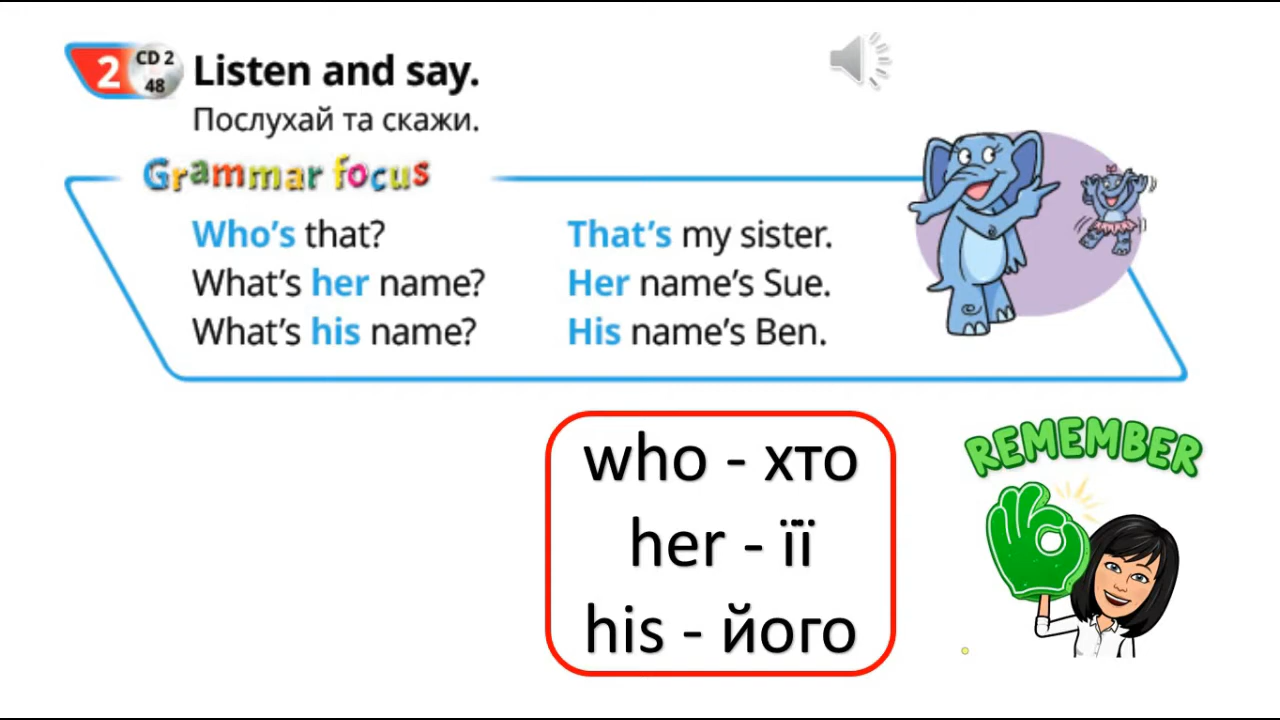 2 CD 2 48 Listen and say.
Послухай та скажи.
Grammar focus
Who's that? That's my sister.
What's her name? Her name's Sue.
What's his name? His name's Ben.
who - хто
her - її
his - його
REMEMBER